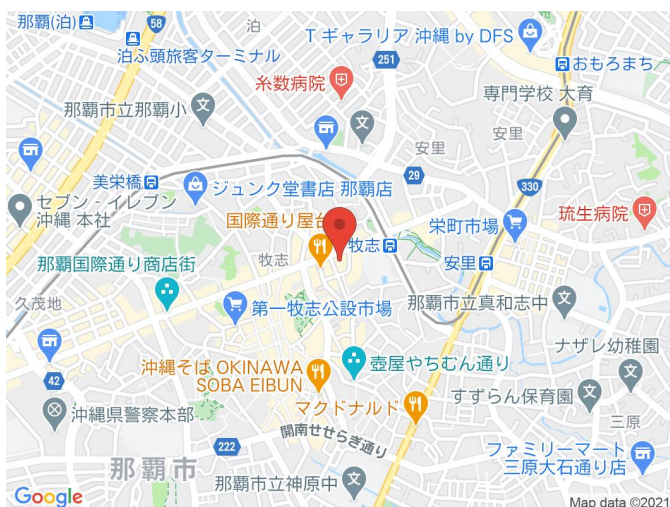 那覇(泊)
58
泊
泊ふ頭旅客ターミナル
Tギャラリア 沖縄 by DFS
251
おもろまち
糸数病院
専門学校 大育
那覇市立那覇小
安里
安里
美栄橋
29
330
セブン‐イレブン
沖縄 本社
ジュンク堂書店 那覇店
琉生病院
国際通り屋台
栄町市場
牧志
牧志
安里
那覇国際通り商店街
久茂地
第一牧志公設市場
那覇市立真和志中
ナザレ幼稚園
沖縄そば OKINAWA
SOBA EIBUN
壺屋やちむん通り
42
マクドナルド
すずらん保育園
沖縄県警察本部
三原
開南せせらぎ通り
222
ファミリーマート
三原大石通り店
那覇市
那覇市立神原中
Google
Map data ©2021